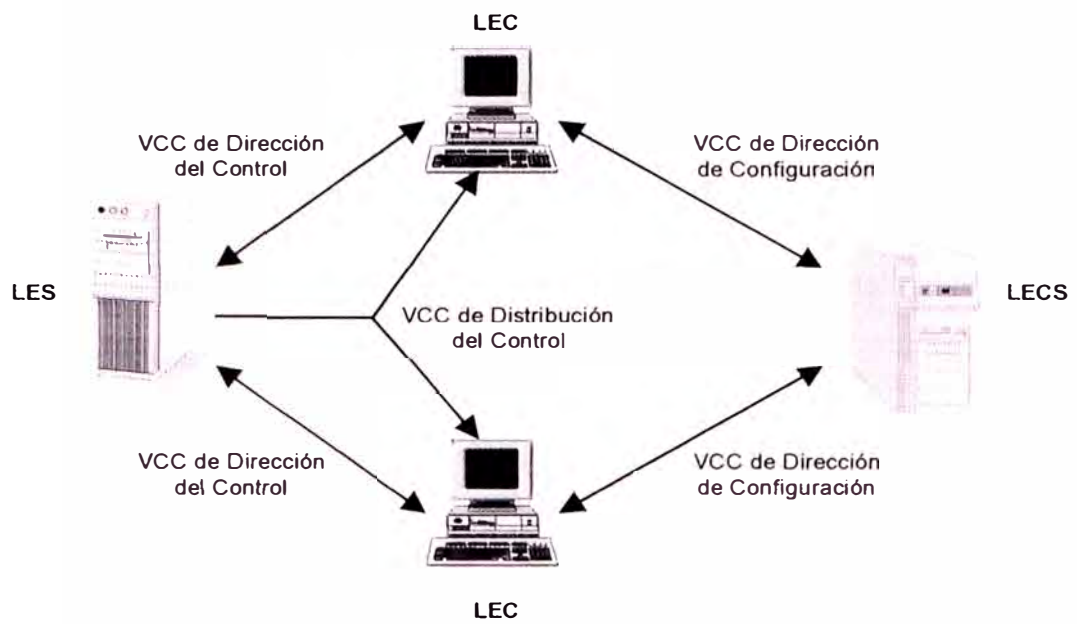 LEC
VCC de Dirección
del Control
VCC de Dirección
de Configuración
LES
LECS
VCC de Distribución
del Control
VCC de Dirección
del Control
VCC de Dirección
de Configuración
LEC